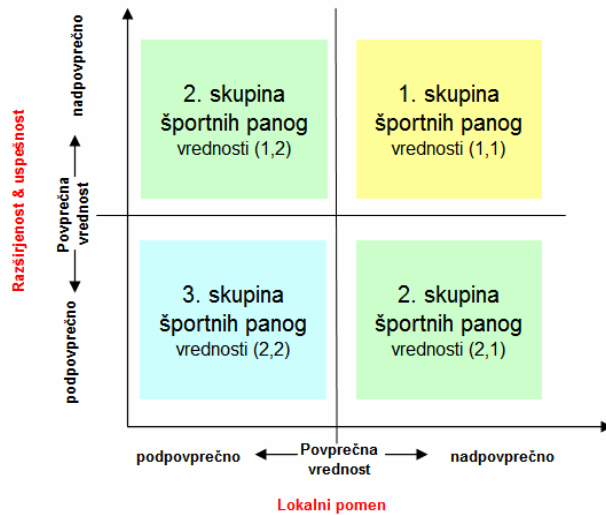 Razširjenost & uspešnost
nadpovprečno
Povprečna
vrednost
podpovprečno
2. skupina
športnih panog
vrednosti (1,2)
1. skupina
športnih panog
vrednosti (1,1)
3. skupina
športnih panog
vrednosti (2,2)
2. skupina
športnih panog
vrednosti (2,1)
podpovprečno
Povprečna
vrednost
nadpovprečno
Lokalni pomen